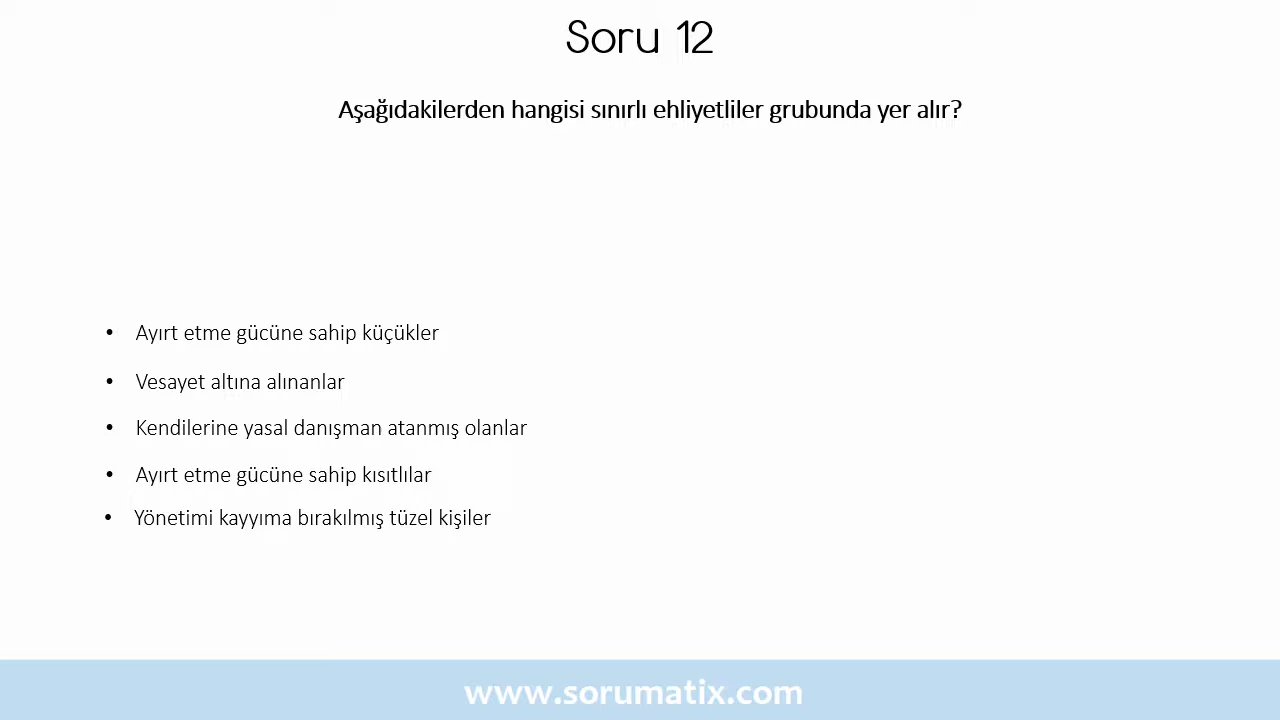 Soru 12
Aşağıdakilerden hangisi sınırlı ehliyetliler grubunda yer alır?
• Ayırt etme gücüne sahip küçükler
• Vesayet altına alınanlar
• Kendilerine yasal danışman atanmış olanlar
• Ayırt etme gücüne sahip kısıtlılar
• Yönetimi kayyıma bırakılmış tüzel kişiler
www.sorumatix.com